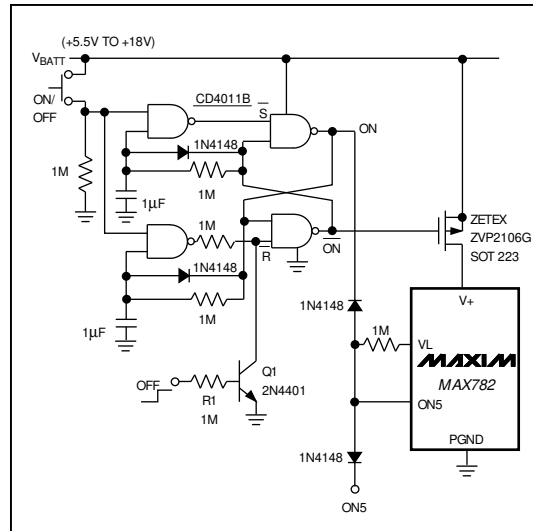 (+5.5V TO +18V)
VBATT
ON/
OFF
CD4011B
S
ON
1N4148
1M
1M
1µF
1M
ON
ZETEX
ZVP2106G
SOT 223
R
1N4148
1M
V+
1N4148
1M
VL
MAXIM
MAX782
1µF
OFF
Q1
2N4401
R1
1M
ON5
PGND
1N4148
ON5